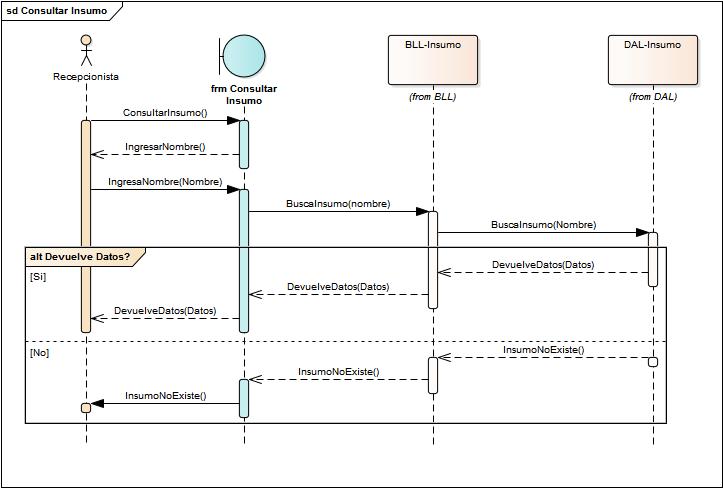 sd Consultar Insumo
Recepcionista
frm Consultar
Insumo
BLL-Insumo
(from BLL)
DAL-Insumo
(from DAL)
ConsultarInsumo()
IngresarNombre()
IngresaNombre(Nombre)
BuscaInsumo(nombre)
BuscaInsumo(Nombre)
alt Devuelve Datos?
[Si]
DevuelveDatos(Datos)
DevuelveDatos(Datos)
DevuelveDatos(Datos)
[No]
InsumoNoExiste()
InsumoNoExiste()
InsumoNoExiste()